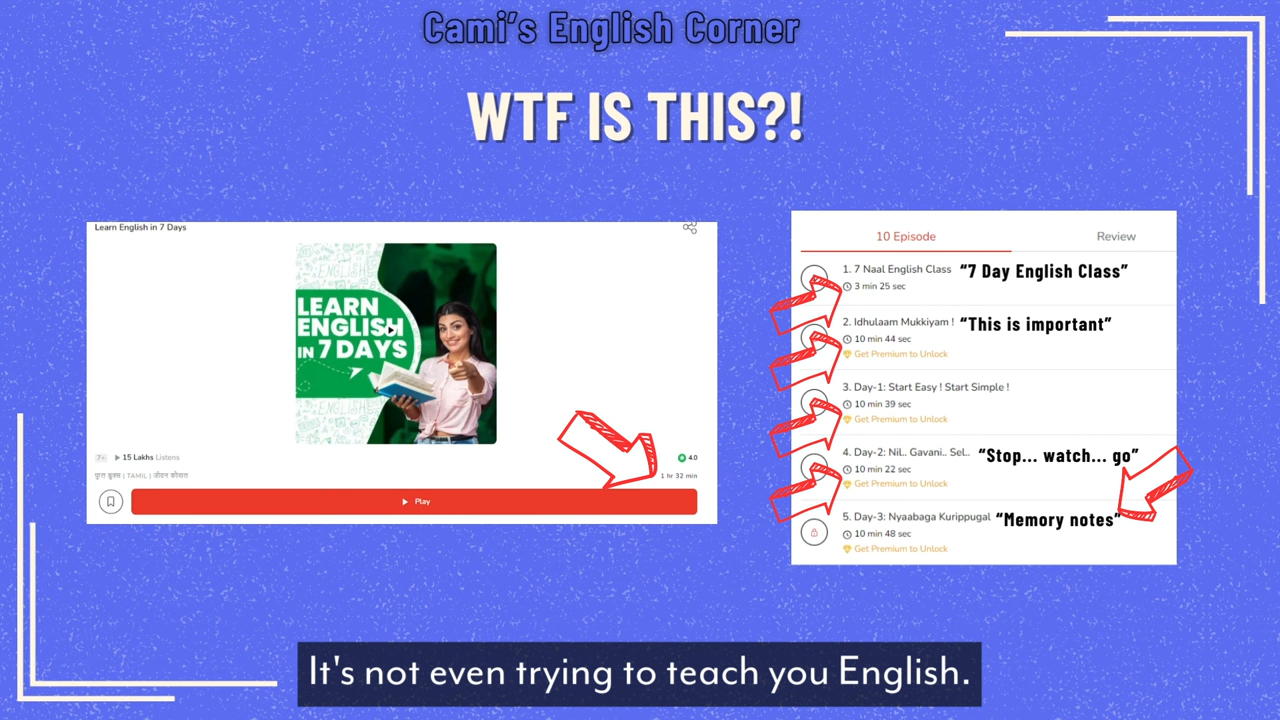 Cami's English Corner
WTF IS THIS?!
Learn English in 7 Days
ENGLISH
LEARN
ENGLISH
IN 7 DAYS
ENGLISH
7+ 15 Lakhs Listens
4.0
| TAMIL |
1 hr 32 min
Play
10 Episode Review
1. 7 Naal English Class "7 Day English Class"
3 min 25 sec
2. Idhulaam Mukkiyam ! "This is important"
10 min 44 sec
Get Premium to Unlock
3. Day-1: Start Easy ! Start Simple !
10 min 39 sec
Get Premium to Unlock
4. Day-2: Nil.. Gavani.. Sel.. "Stop... watch... go"
10 min 22 sec
Get Premium to Unlock
5. Day-3: Nyaabaga Kurippugal "Memory notes"
10 min 48 sec
Get Premium to Unlock
It's not even trying to teach you English.